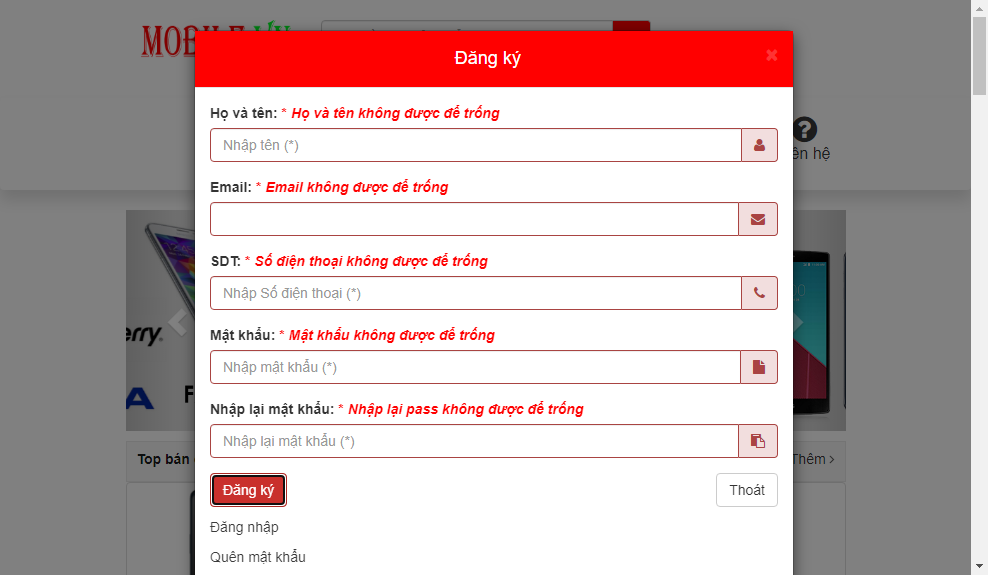 Đăng ký
Họ và tên: * Họ và tên không được để trống
Nhập tên (*)
ên hệ
Email: * Email không được để trống
SDT: * Số điện thoại không được để trống
Nhập Số điện thoại (*)
Mật khẩu: * Mật khẩu không được để trống
Nhập mật khẩu (*)
erry.
Nhập lại mật khẩu: * Nhập lại pass không được để trống
Nhập lại mật khẩu (*)
Top bán
Thêm
Đăng ký
Thoát
Đăng nhập
Quên mật khẩu